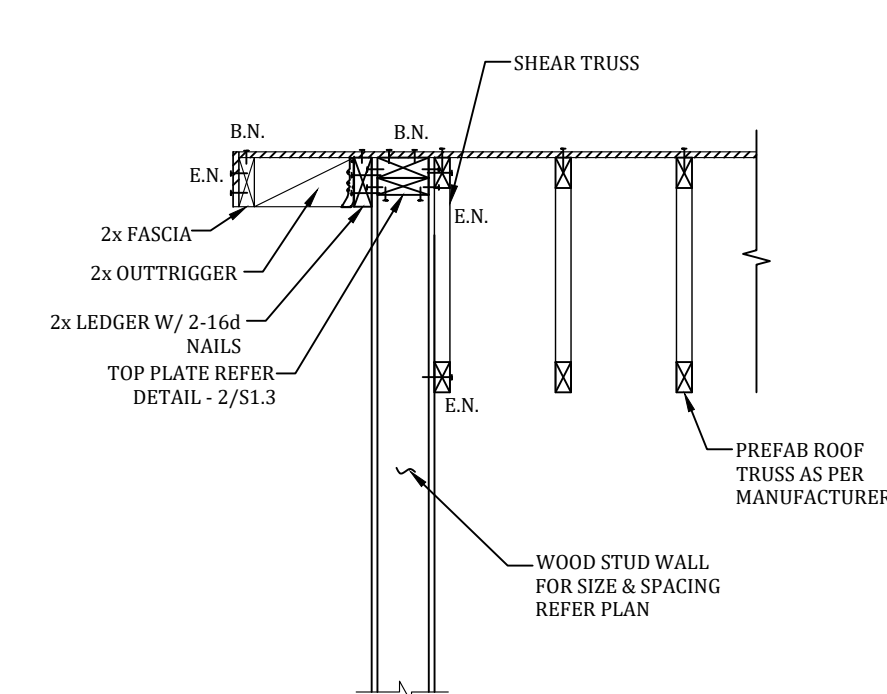 SHEAR TRUSS
B.N.
B.N.
E.N.
E.N.
2x FASCIA
2x OUTTRIGGER
2x LEDGER W/ 2-16d
NAILS
TOP PLATE REFER
DETAIL - 2/S1.3
E.N.
PREFAB ROOF
TRUSS AS PER
MANUFACTURER
WOOD STUD WALL
FOR SIZE & SPACING
REFER PLAN